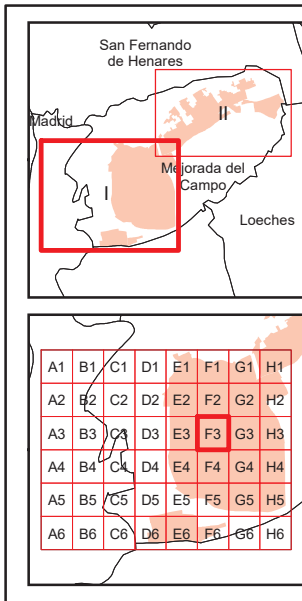 San Fernando
de Henares
II
Madrid
Mejorada del
Campo
I
Loeches
A1 B1 C1 D1 E1 F1 G1 H1
A2 B2 C2 D2 E2 F2 G2 H2
A3 B3 C3 D3 E3 F3 G3 H3
A4 B4 C4 D4 E4 F4 G4 H4
A5 B5 C5 D5 E5 F5 G5 H5
A6 B6 C6 D6 E6 F6 G6 H6